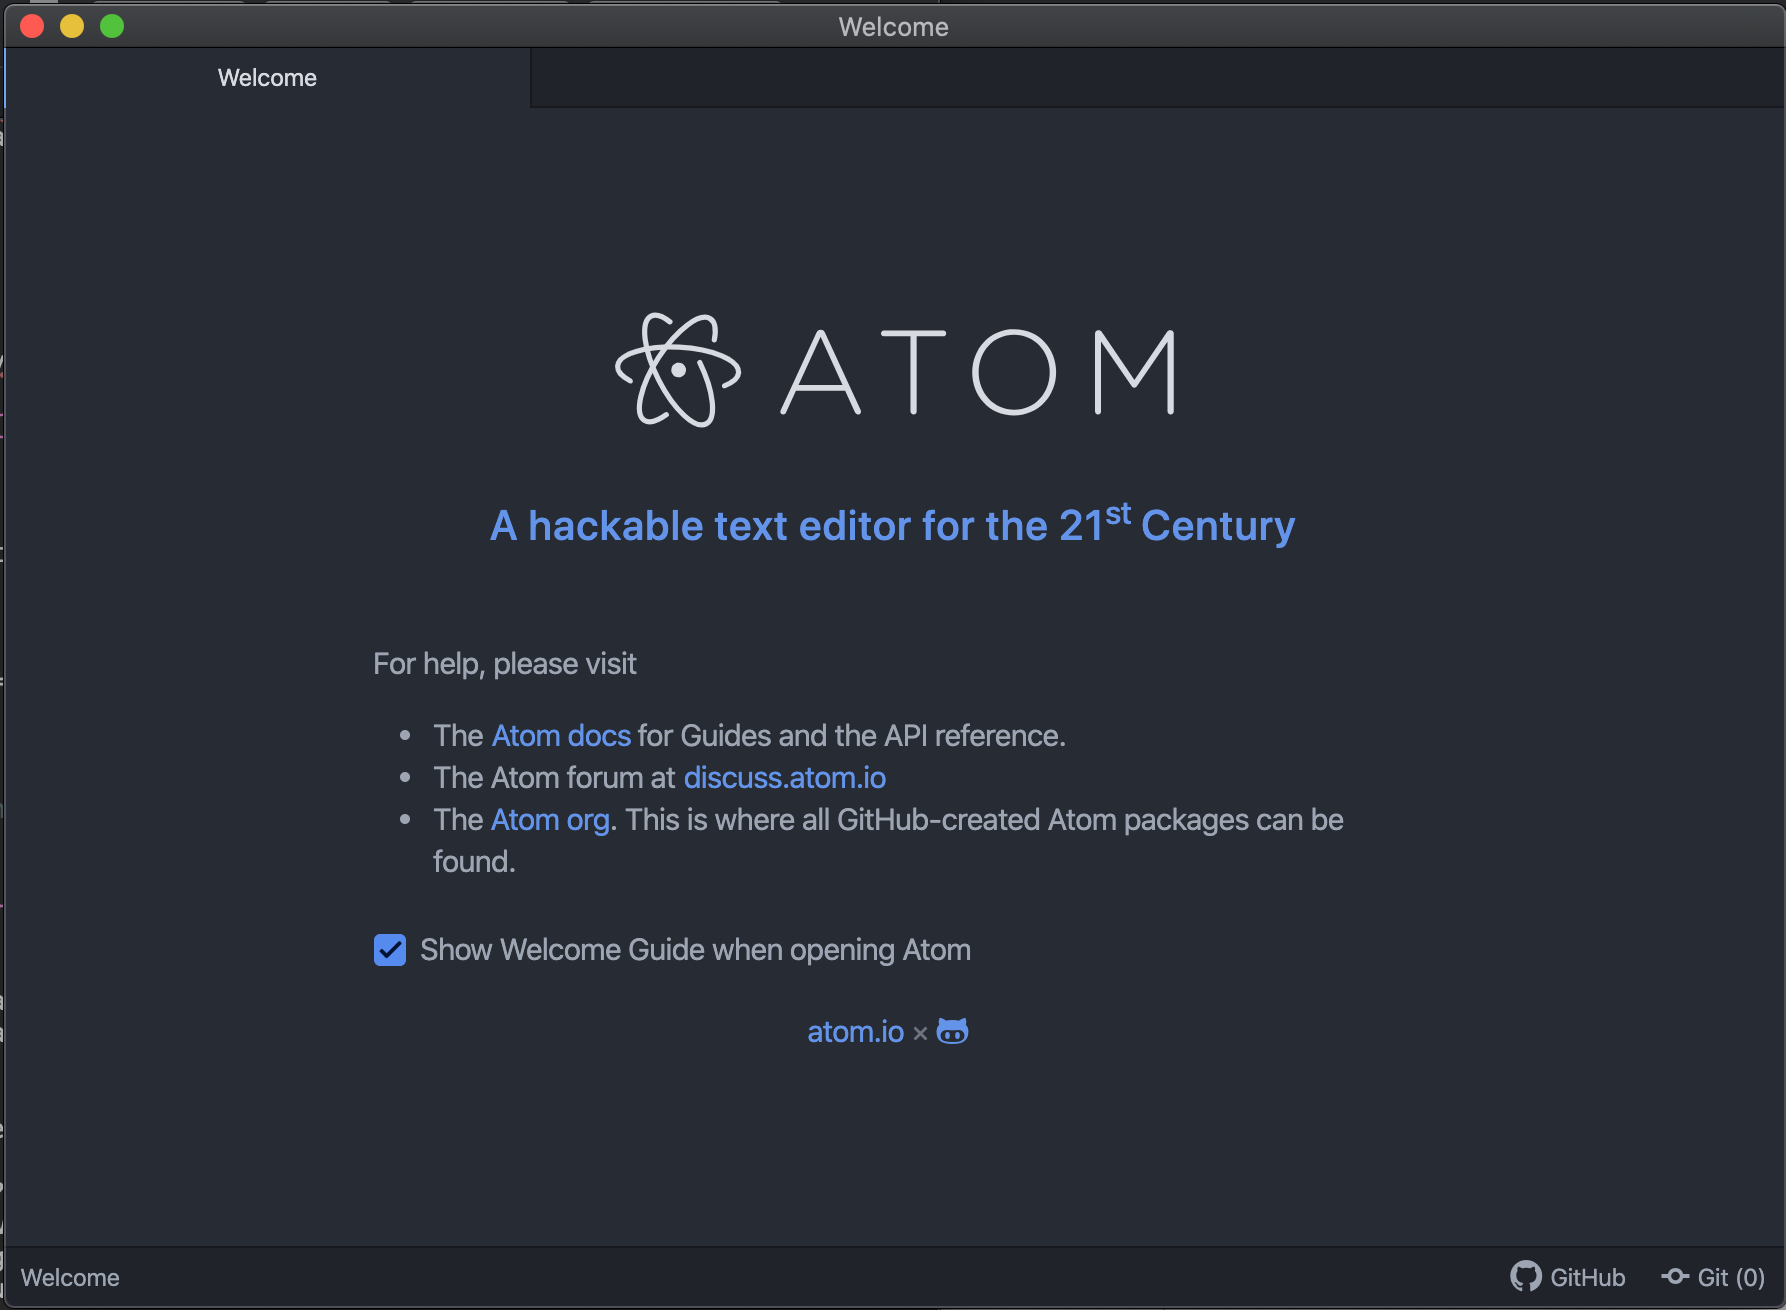 Welcome
Welcome
ATOM
A hackable text editor for the 21st Century
For help, please visit
• The Atom docs for Guides and the API reference.
• The Atom forum at discuss.atom.io
• The Atom org. This is where all GitHub-created Atom packages can be
found.
Show Welcome Guide when opening Atom
atom.io ×
Welcome
GitHub
Git (0)